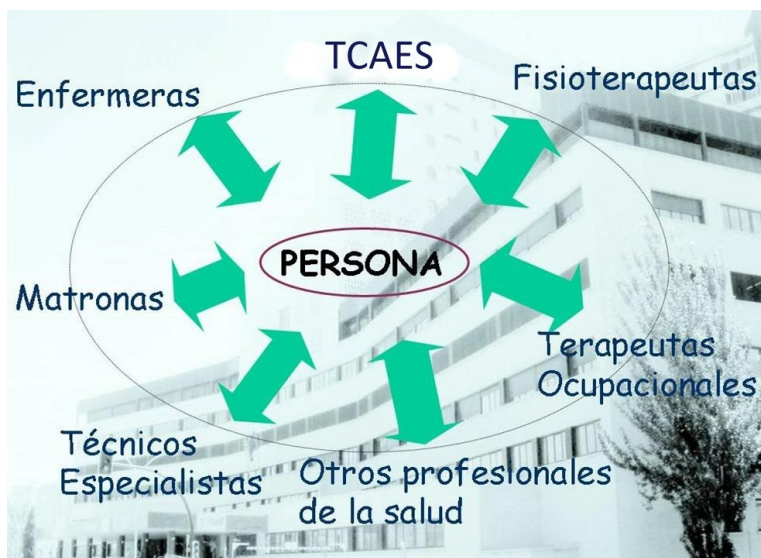 TCAES
Enfermeras
Fisioterapeutas
PERSONA
Matronas
Terapeutas
Ocupacionales
Técnicos
Especialistas
Otros profesionales
de la salud